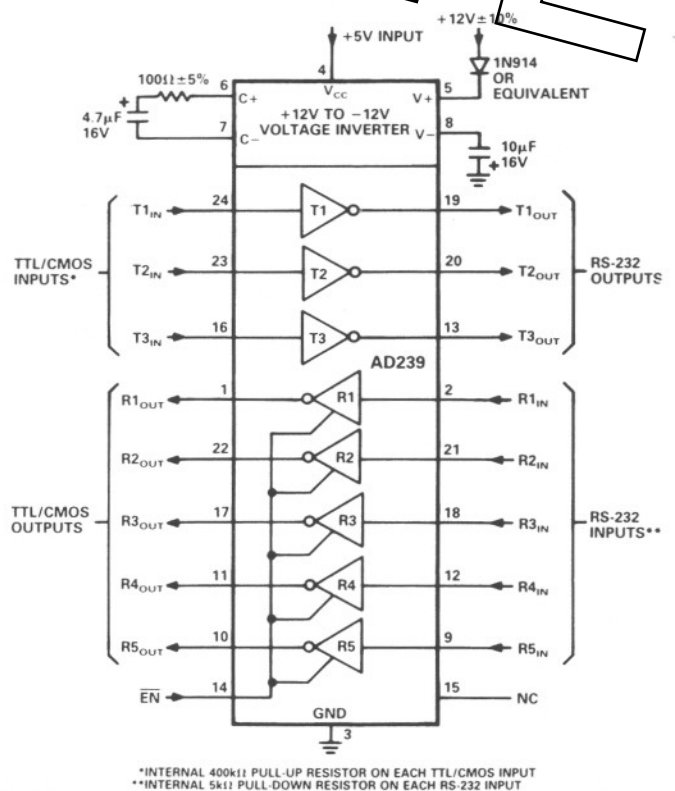 +12V±10%
+5V INPUT
4
VCC
100Ω±5%
6
C+
+
4.7µF
16V
7
C−
+12V TO −12V
VOLTAGE INVERTER
V+
5
1N914
OR
EQUIVALENT
V−
8
10µF
+16V
T1IN
24
T1
19
T1OUT
TTL/CMOS
INPUTS*
T2IN
23
T2
20
T2OUT
RS-232
OUTPUTS
T3IN
16
T3
13
T3OUT
AD239
R1OUT
1
R1
2
R1IN
R2OUT
22
R2
21
R2IN
TTL/CMOS
OUTPUTS
R3OUT
17
R3
18
R3IN
RS-232
INPUTS**
R4OUT
11
R4
12
R4IN
R5OUT
10
R5
9
R5IN
EN
14
15
NC
GND
3
*INTERNAL 400kΩ PULL-UP RESISTOR ON EACH TTL/CMOS INPUT
**INTERNAL 5kΩ PULL-DOWN RESISTOR ON EACH RS-232 INPUT